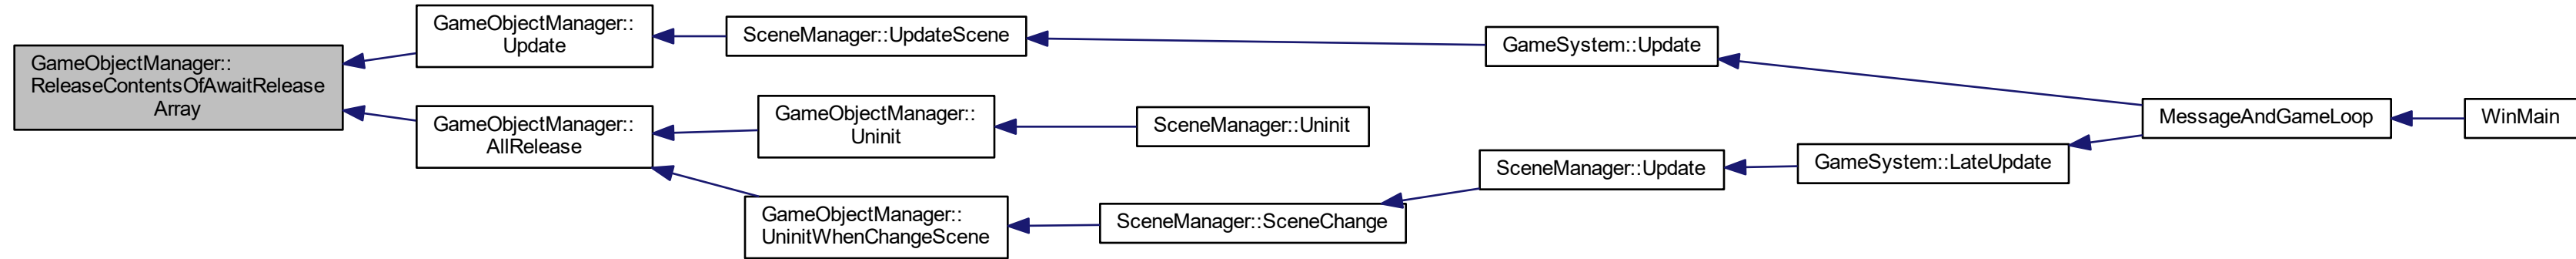 GameObjectManager::
ReleaseContentsOfAwaitRelease
Array
GameObjectManager::
Update
SceneManager::UpdateScene
GameSystem::Update
GameObjectManager::
AllRelease
GameObjectManager::
Uninit
SceneManager::Uninit
GameObjectManager::
UninitWhenChangeScene
SceneManager::SceneChange
SceneManager::Update
GameSystem::LateUpdate
MessageAndGameLoop
WinMain